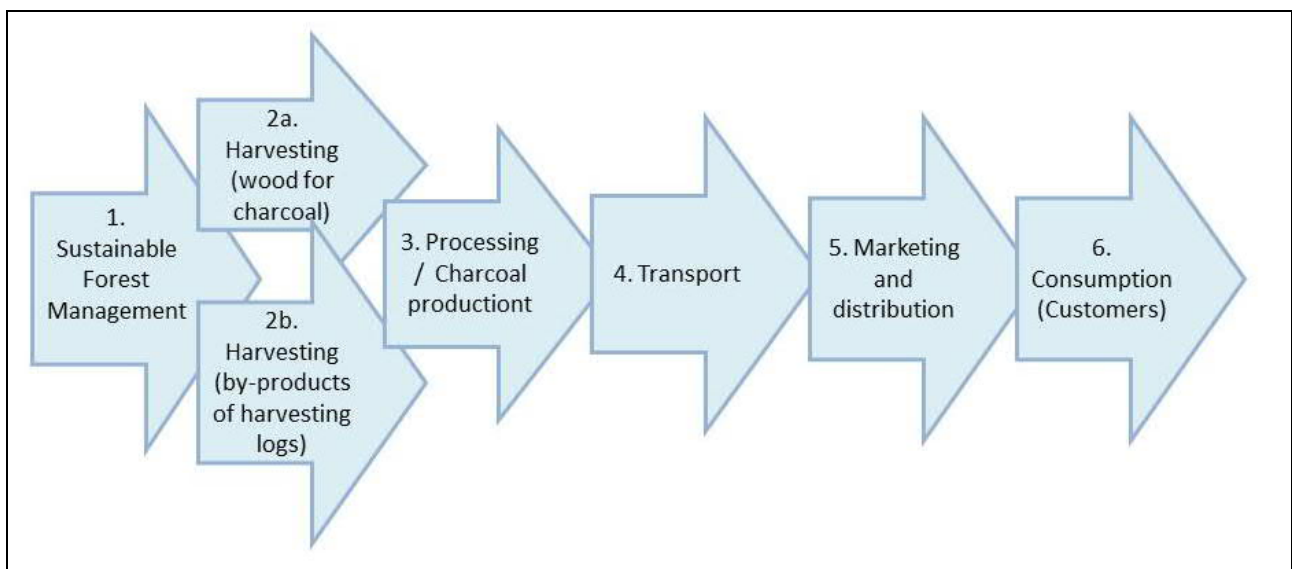 1.
Sustainable
Forest
Management
2a.
Harvesting
(wood for
charcoal)
2b.
Harvesting
(by-products
of harvesting
logs)
3. Processing
/ Charcoal
productiont
4. Transport
5. Marketing
and
distribution
6.
Consumption
(Customers)